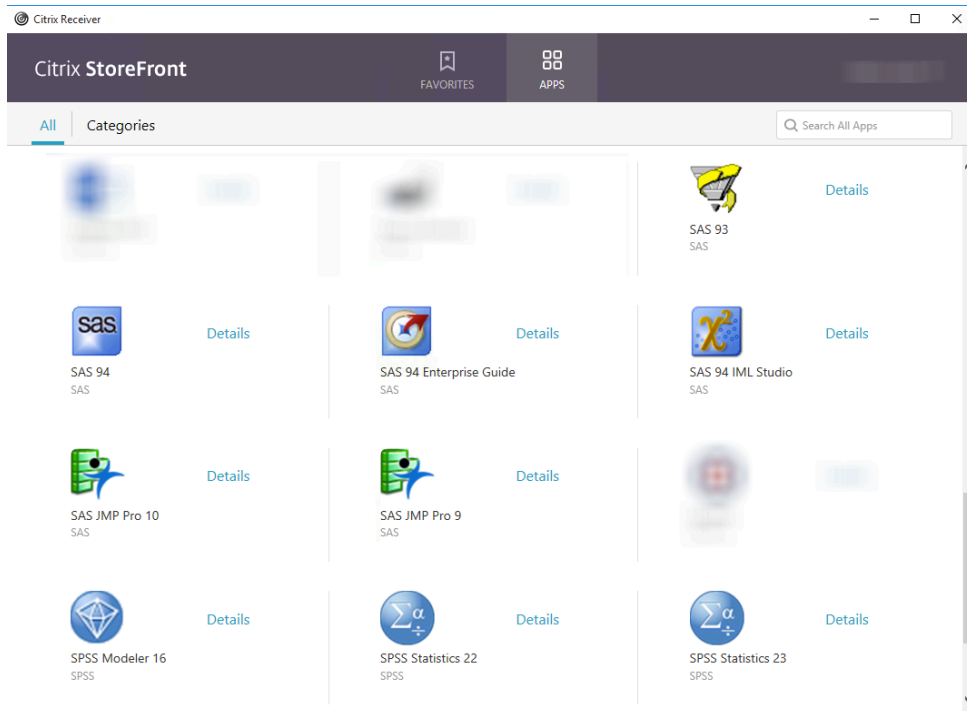 Citrix Receiver
Citrix StoreFront
FAVORITES
APPS
All
Categories
Search All Apps
Details
SAS 93
SAS
sas
Details
Details
Details
SAS 94
SAS 94 Enterprise Guide
SAS 94 IML Studio
SAS
SAS
SAS
Details
Details
SAS JMP Pro 10
SAS JMP Pro 9
SAS
SAS
Details
Details
Details
SPSS Modeler 16
SPSS Statistics 22
SPSS Statistics 23
SPSS
SPSS
SPSS